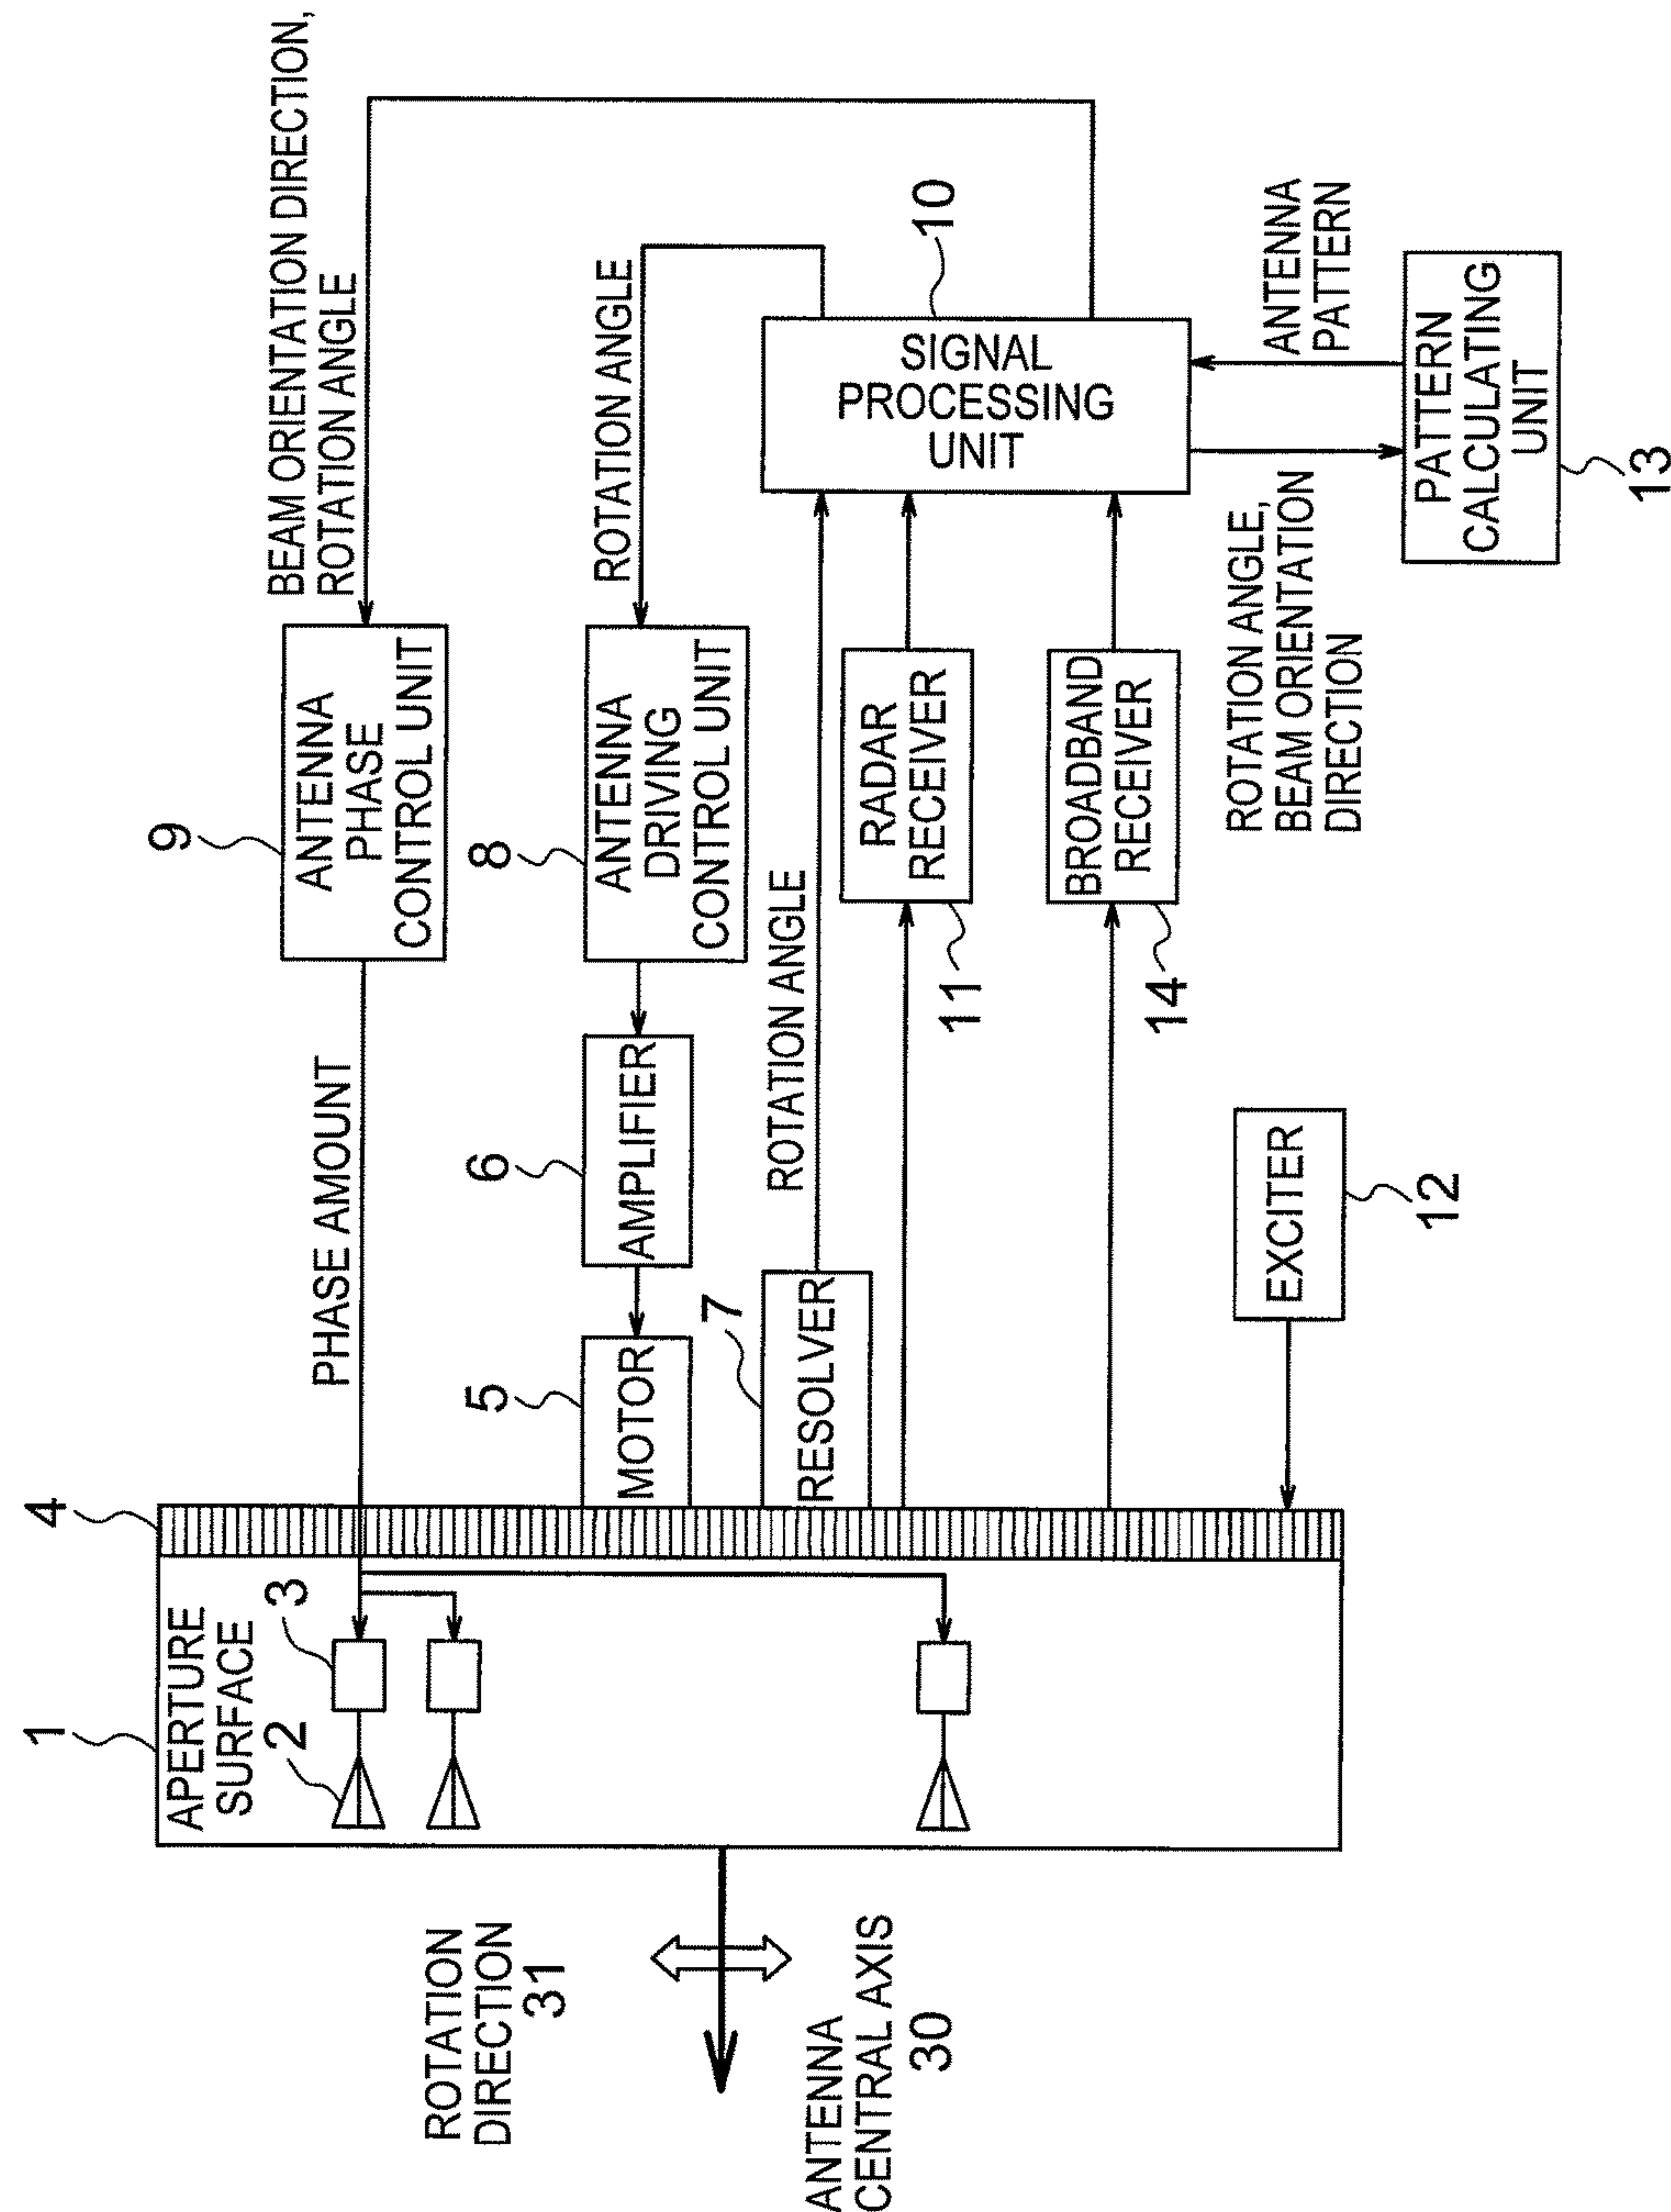 1
APERTURE
SURFACE
2
3
4
PHASE AMOUNT
9
ANTENNA
PHASE
CONTROL UNIT
BEAM ORIENTATION DIRECTION,
ROTATION ANGLE
ROTATION
DIRECTION
31
5
MOTOR
6
AMPLIFIER
8
ANTENNA
DRIVING
CONTROL UNIT
ROTATION ANGLE
7
RESOLVER
ROTATION ANGLE
10
SIGNAL
PROCESSING
UNIT
ANTENNA
CENTRAL AXIS
30
RADAR
RECEIVER
11
BROADBAND
RECEIVER
14
EXCITER
12
ROTATION ANGLE,
BEAM ORIENTATION
DIRECTION
ANTENNA
PATTERN
PATTERN
CALCULATING
UNIT
13